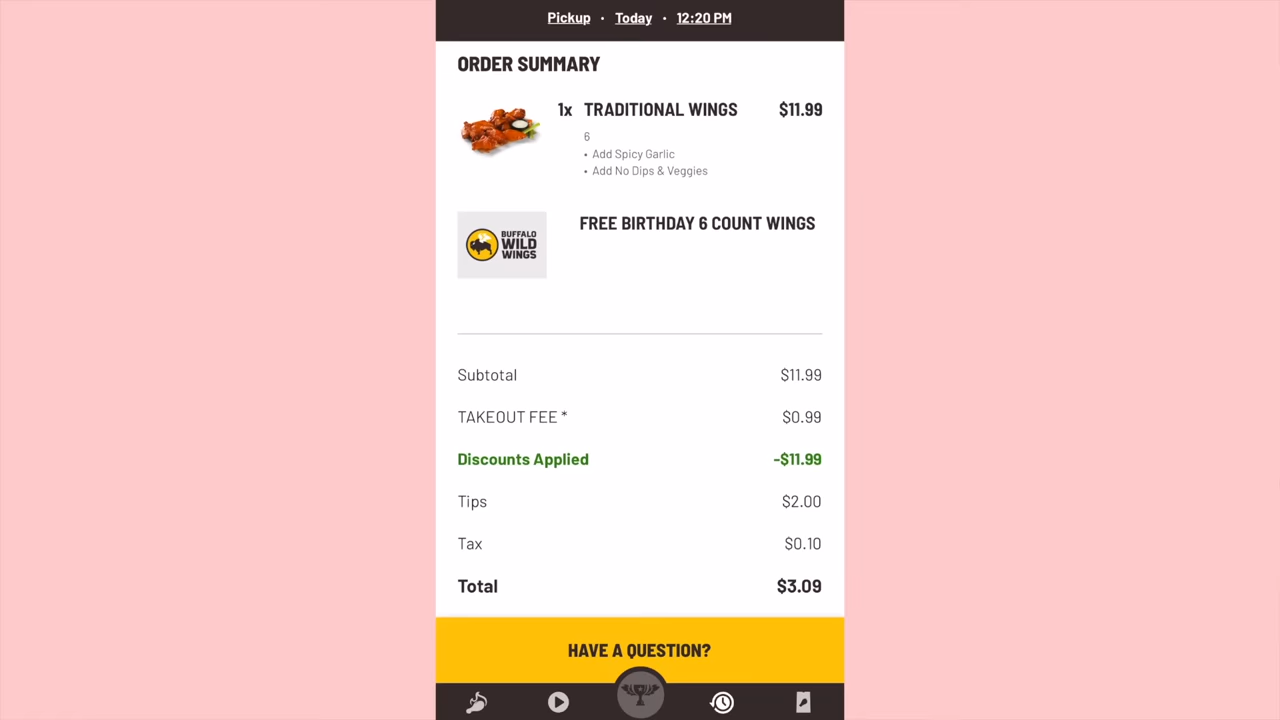 Pickup • Today • 12:20 PM
ORDER SUMMARY
1x TRADITIONAL WINGS $11.99
6
• Add Spicy Garlic
• Add No Dips & Veggies
FREE BIRTHDAY 6 COUNT WINGS
BUFFALO
WILD
WINGS
Subtotal $11.99
TAKEOUT FEE * $0.99
Discounts Applied -$11.99
Tips $2.00
Tax $0.10
Total $3.09
HAVE A QUESTION?